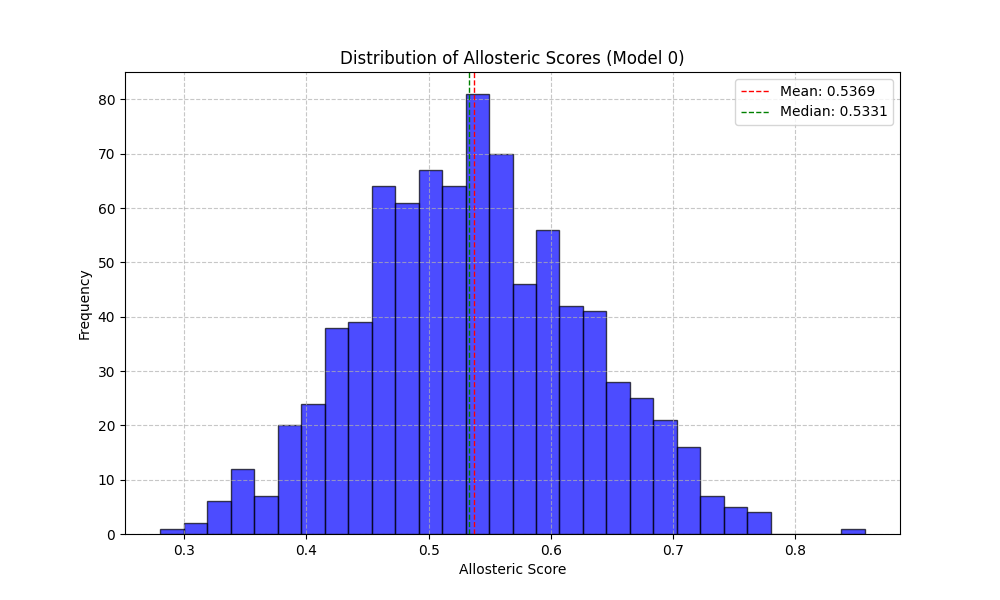 Distribution of Allosteric Scores (Model 0)
Mean: 0.5369
Median: 0.5331
Frequency
80
70
60
50
40
30
20
10
0
0.3 0.4 0.5 0.6 0.7 0.8
Allosteric Score